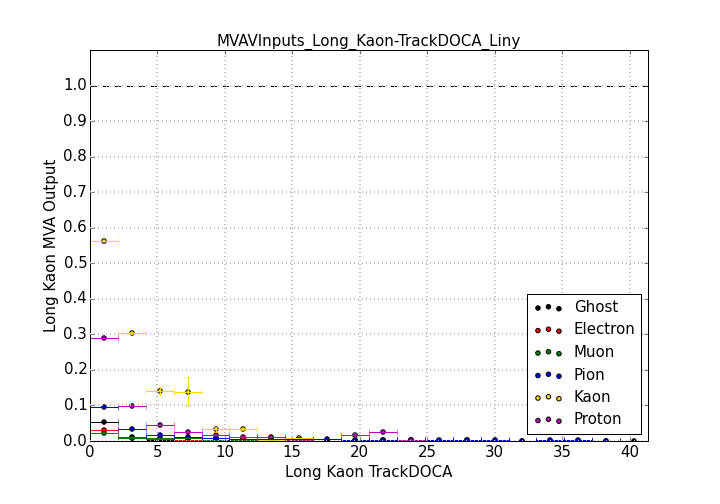 MVAVInputs_Long_Kaon-TrackDOCA_Liny
Long Kaon MVA Output
1.0
0.9
0.8
0.7
0.6
0.5
0.4
0.3
0.2
0.1
0.0
Ghost
Electron
Muon
Pion
Kaon
Proton
0 5 10 15 20 25 30 35 40
Long Kaon TrackDOCA